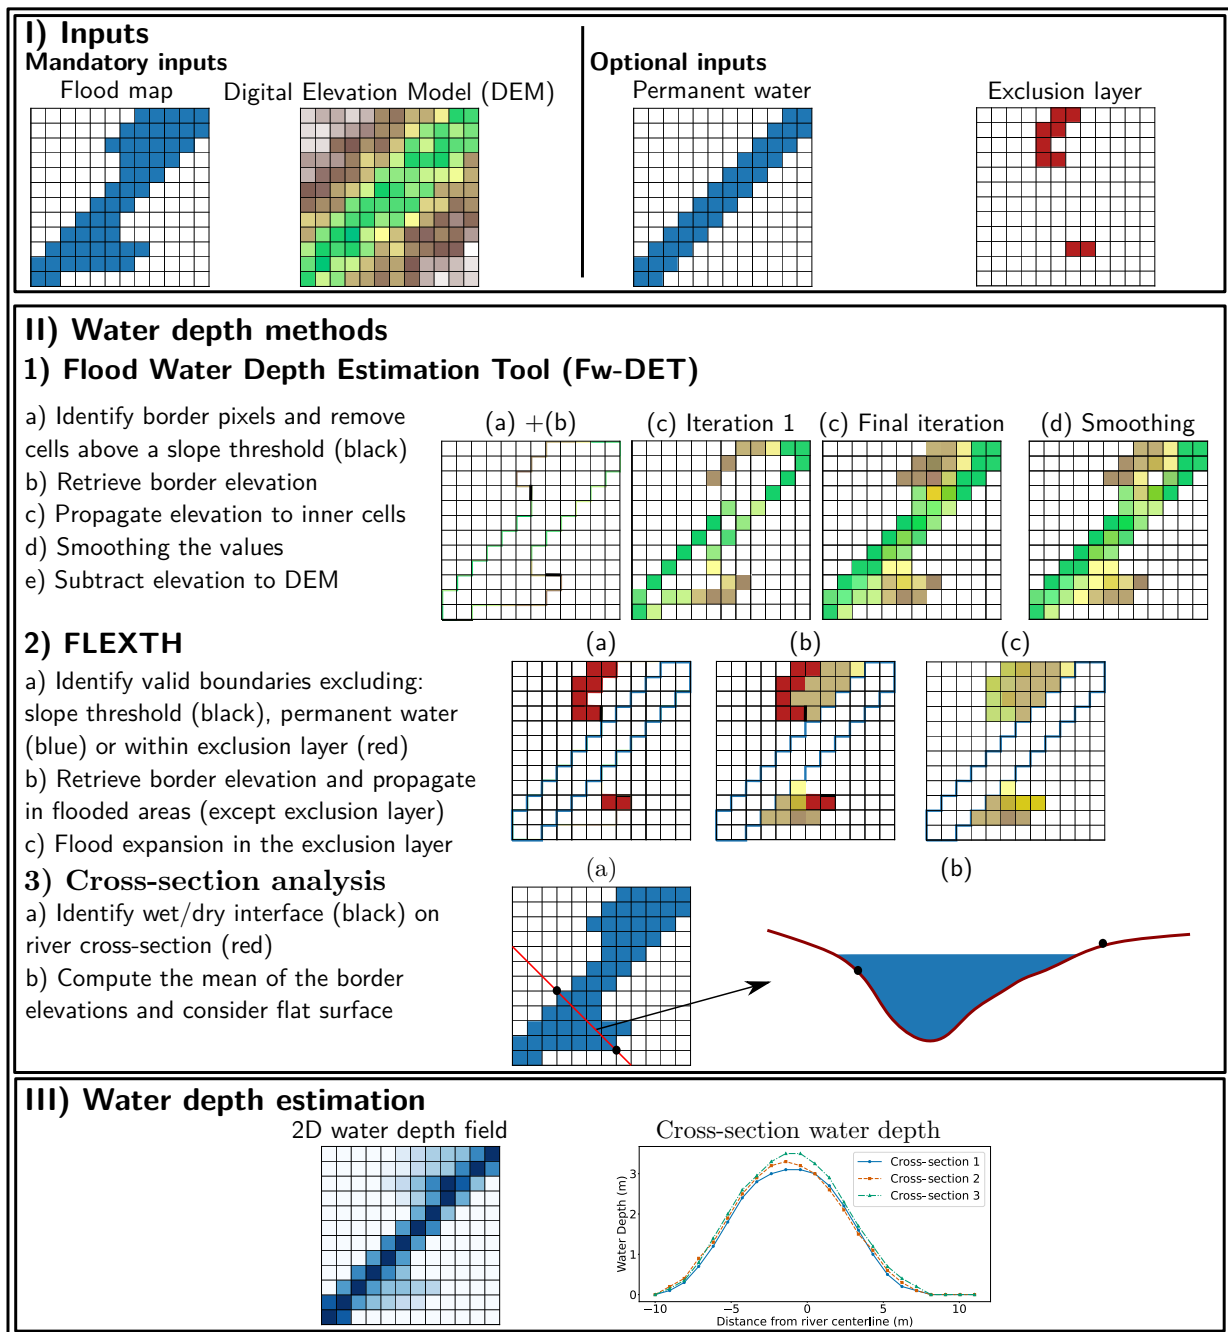 I) Inputs
Mandatory inputs
Optional inputs
Flood map
Digital Elevation Model (DEM)
Permanent water
Exclusion layer
II) Water depth methods
1) Flood Water Depth Estimation Tool (Fw-DET)
a) Identify border pixels and remove
cells above a slope threshold (black)
b) Retrieve border elevation
c) Propagate elevation to inner cells
d) Smoothing the values
e) Subtract elevation to DEM
(a) +(b)
(c) Iteration 1
(c) Final iteration
(d) Smoothing
2) FLEXTH
a) Identify valid boundaries excluding:
slope threshold (black), permanent water
(blue) or within exclusion layer (red)
b) Retrieve border elevation and propagate
in flooded areas (except exclusion layer)
c) Flood expansion in the exclusion layer
(a)
(b)
(c)
3) Cross-section analysis
a) Identify wet/dry interface (black) on
river cross-section (red)
b) Compute the mean of the border
elevations and consider flat surface
(a)
(b)
III) Water depth estimation
2D water depth field
Cross-section water depth
Cross-section 1
Cross-section 2
Cross-section 3
Water Depth (m)
3
2
1
0
−10
−5
0
5
10
Distance from river centerline (m)